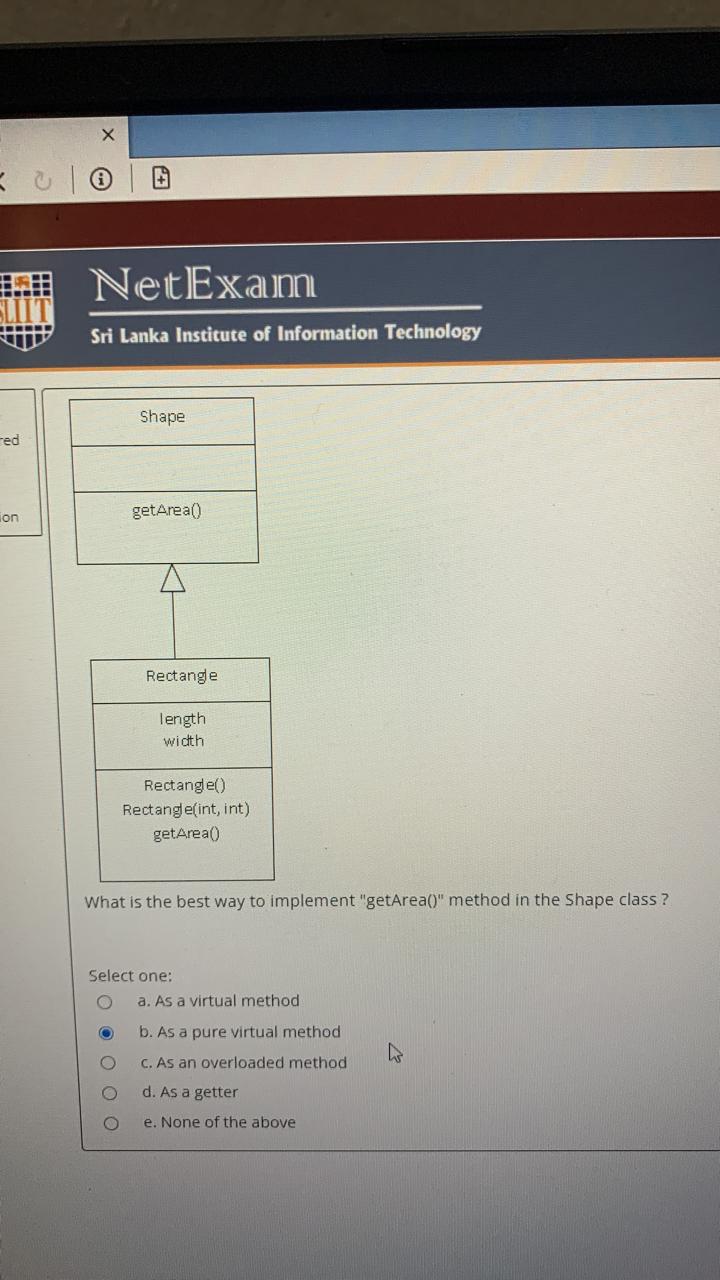 NetExam
SLIIT
Sri Lanka Institute of Information Technology
Shape
getArea()
Rectangle
length
width
Rectangle()
Rectangle(int, int)
getArea()
What is the best way to implement "getArea()" method in the Shape class ?
Select one:
a. As a virtual method
b. As a pure virtual method
c. As an overloaded method
d. As a getter
e. None of the above